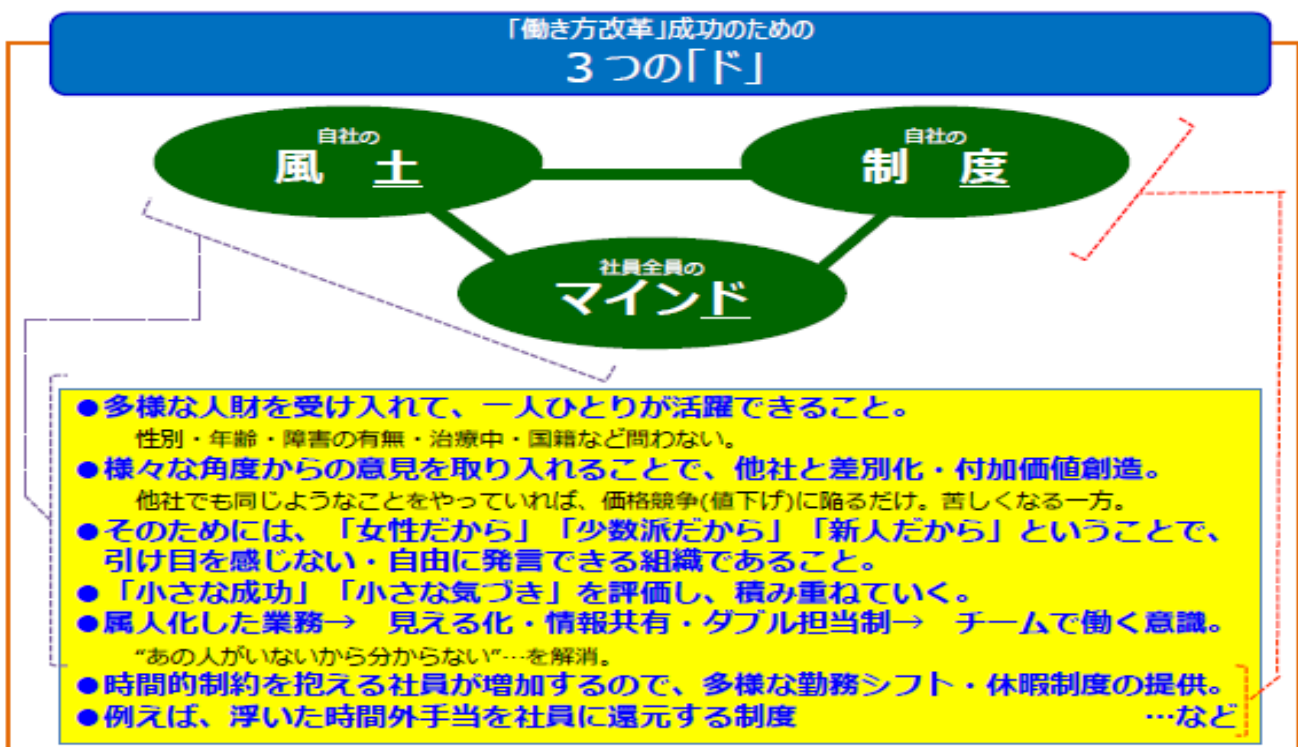 「働き方改革」成功のための
3つの「ド」
自社の
風　土
自社の
制　度
社員全員の
マインド
●多様な人財を受け入れて、一人ひとりが活躍できること。
性別・年齢・障害の有無・治療中・国籍など問わない。
●様々な角度からの意見を取り入れることで、他社と差別化・付加価値創造。
他社でも同じようなことをやっていれば、価格競争(値下げ)に陥るだけ。苦しくなる一方。
●そのためには、「女性だから」「少数派だから」「新人だから」ということで、
引け目を感じない・自由に発言できる組織であること。
●「小さな成功」「小さな気づき」を評価し、積み重ねていく。
●属人化した業務→　見える化・情報共有・ダブル担当制→　チームで働く意識。
“あの人がいないから分からない”…を解消。
●時間的制約を抱える社員が増加するので、多様な勤務シフト・休暇制度の提供。
●例えば、浮いた時間外手当を社員に還元する制度　…など